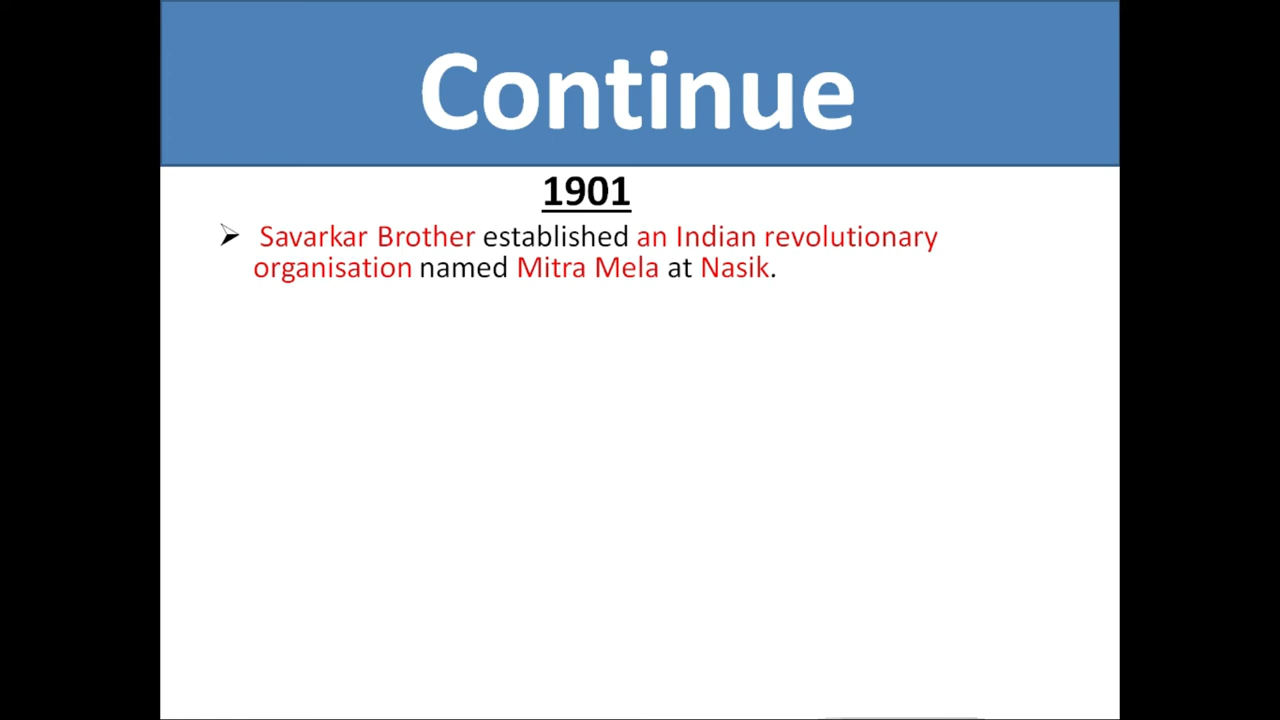 Continue
1901
Savarkar Brother established an Indian revolutionary
organisation named Mitra Mela at Nasik.